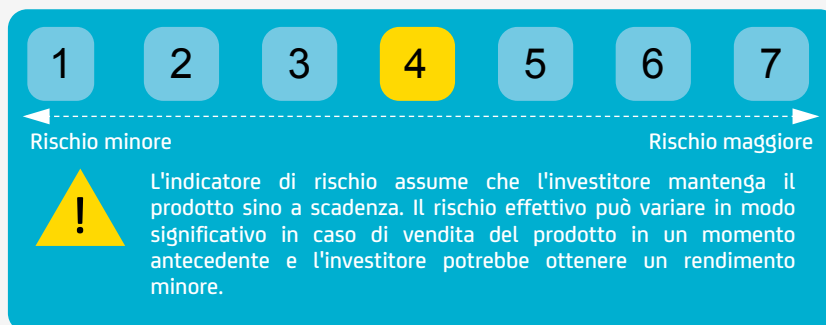 1 2 3 4 5 6 7
Rischio minore Rischio maggiore
L'indicatore di rischio assume che l'investitore mantenga il
prodotto sino a scadenza. Il rischio effettivo può variare in modo
significativo in caso di vendita del prodotto in un momento
antecedente e l'investitore potrebbe ottenere un rendimento
minore.
!